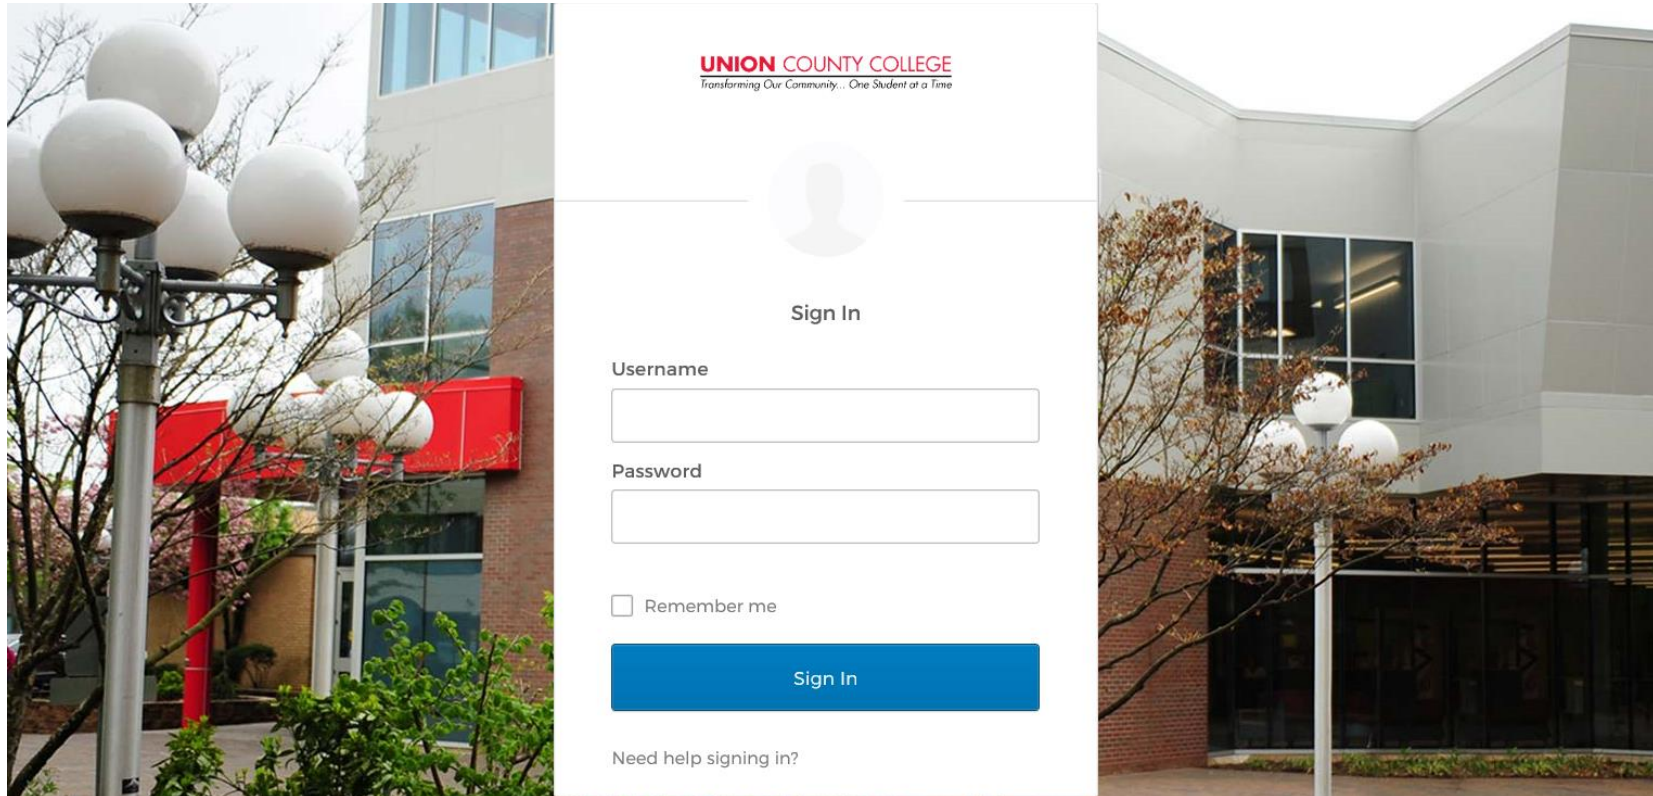 UNION COUNTY COLLEGE
Transforming Our Community... One Student at a Time
Sign In
Username
Password
Remember me
Sign In
Need help signing in?